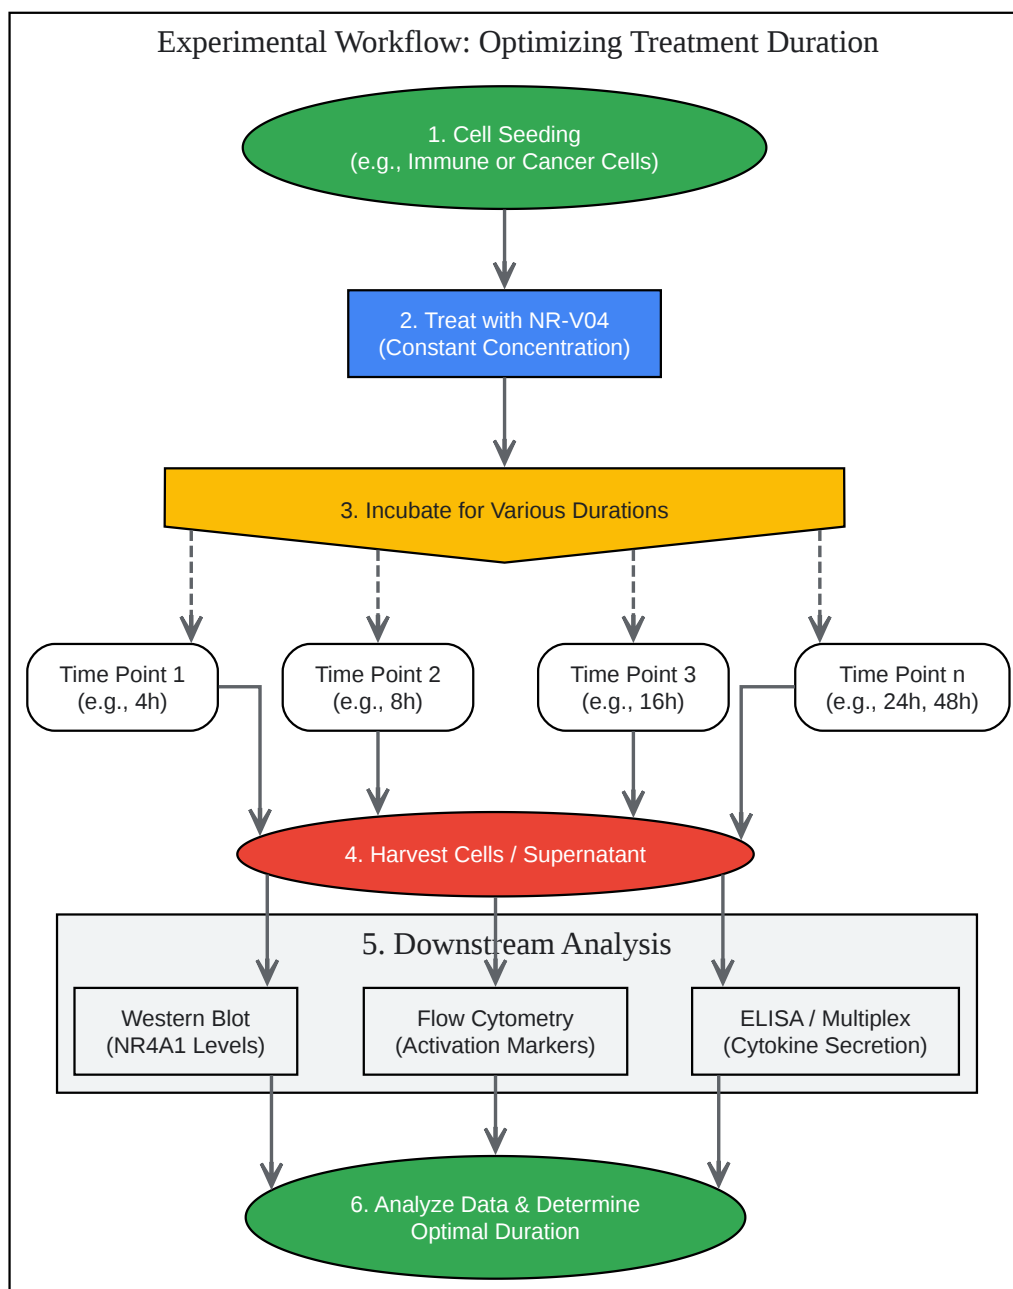 Experimental Workflow: Optimizing Treatment Duration
1. Cell Seeding
(e.g., Immune or Cancer Cells)
2. Treat with NR-V04
(Constant Concentration)
3. Incubate for Various Durations
Time Point 1
(e.g., 4h)
Time Point 2
(e.g., 8h)
Time Point 3
(e.g., 16h)
Time Point n
(e.g., 24h, 48h)
4. Harvest Cells / Supernatant
5. Downstream Analysis
Western Blot
(NR4A1 Levels)
Flow Cytometry
(Activation Markers)
ELISA / Multiplex
(Cytokine Secretion)
6. Analyze Data & Determine
Optimal Duration